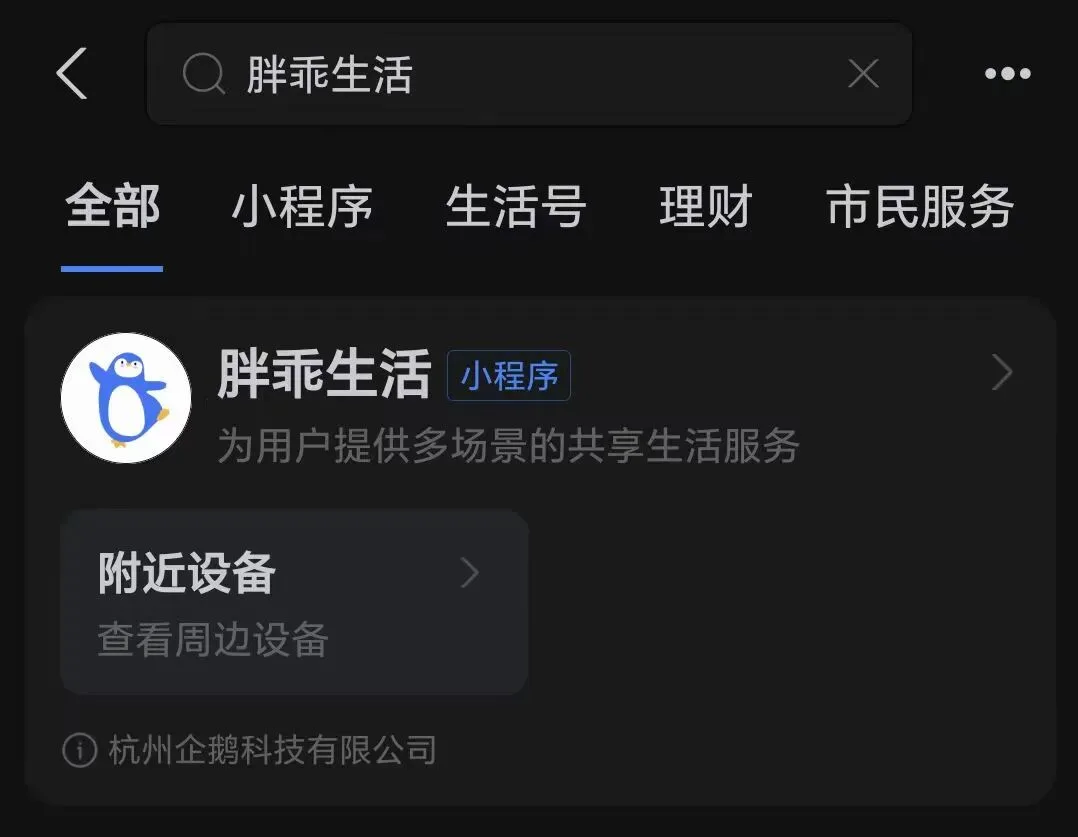 胖乖生活
全部 小程序 生活号 理财 市民服务
胖乖生活 小程序
为用户提供多场景的共享生活服务
附近设备
查看周边设备
杭州企鹅科技有限公司